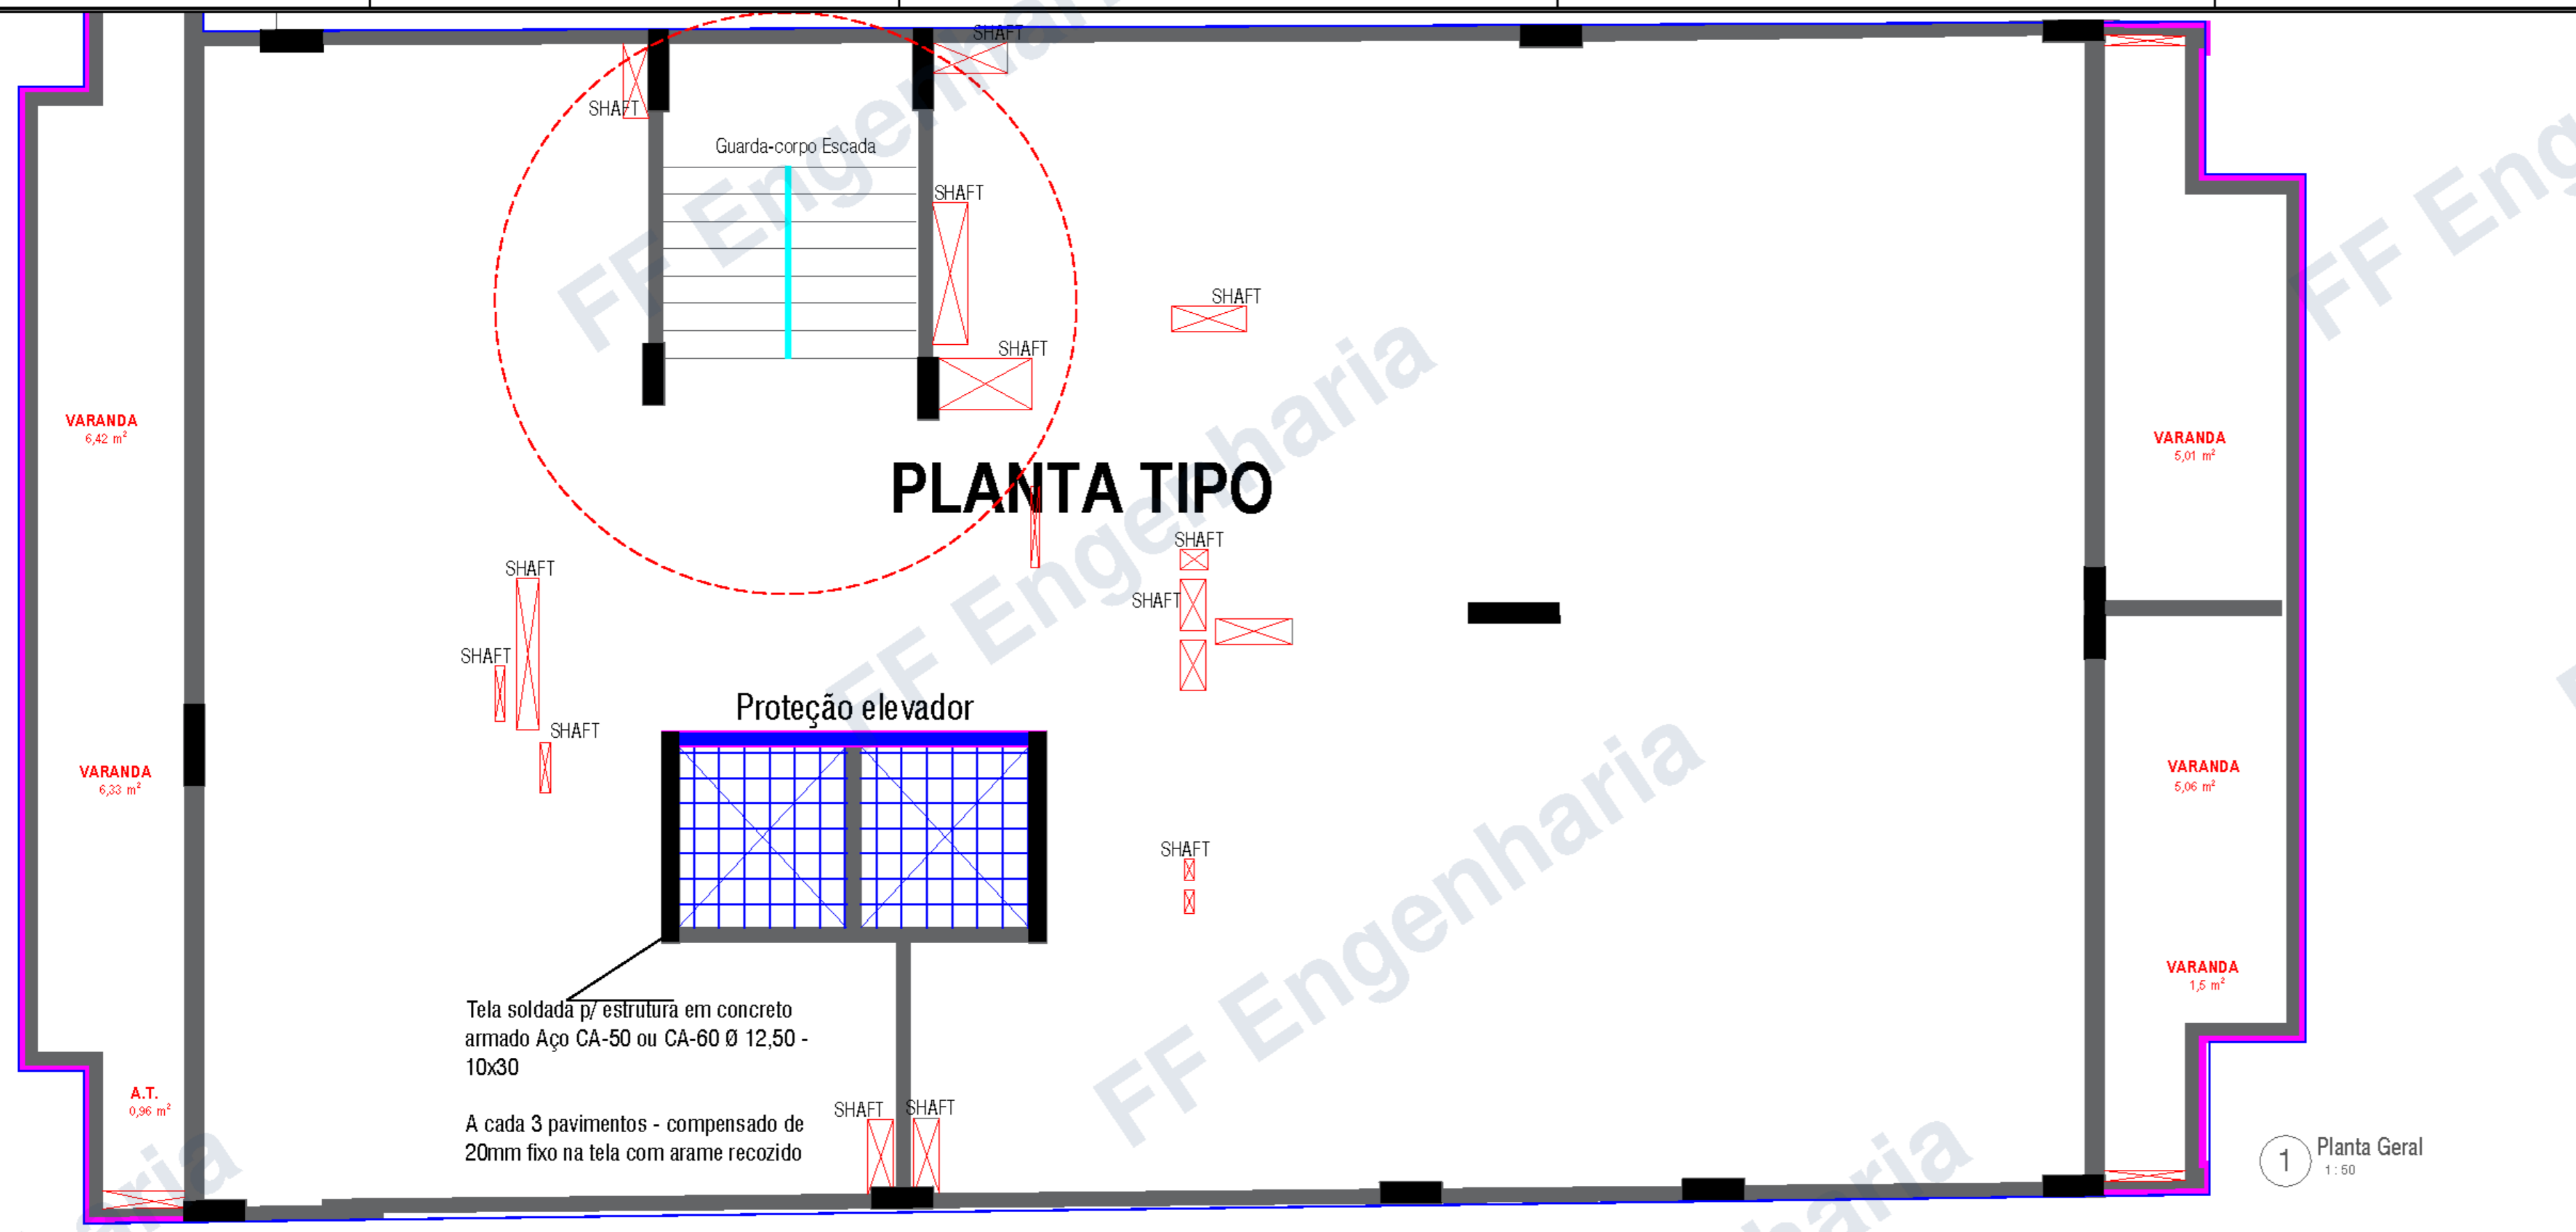 SHAFT
SHAFT
Guarda-corpo Escada
SHAFT
SHAFT
SHAFT
VARANDA
6,42 m²
VARANDA
5,01 m²
PLANTA TIPO
SHAFT
SHAFT
SHAFT
SHAFT
SHAFT
Proteção elevador
VARANDA
6,33 m²
VARANDA
5,06 m²
SHAFT
VARANDA
1,5 m²
Tela soldada p/ estrutura em concreto
armado Aço CA-50 ou CA-60 Ø 12,50 -
10x30
A cada 3 pavimentos - compensado de
20mm fixo na tela com arame recozido
A.T.
0,96 m²
SHAFT
SHAFT
1
Planta Geral
1 : 50
FF Engenharia
FF Engenharia
FF Engenharia
FF Eng
haria
aria